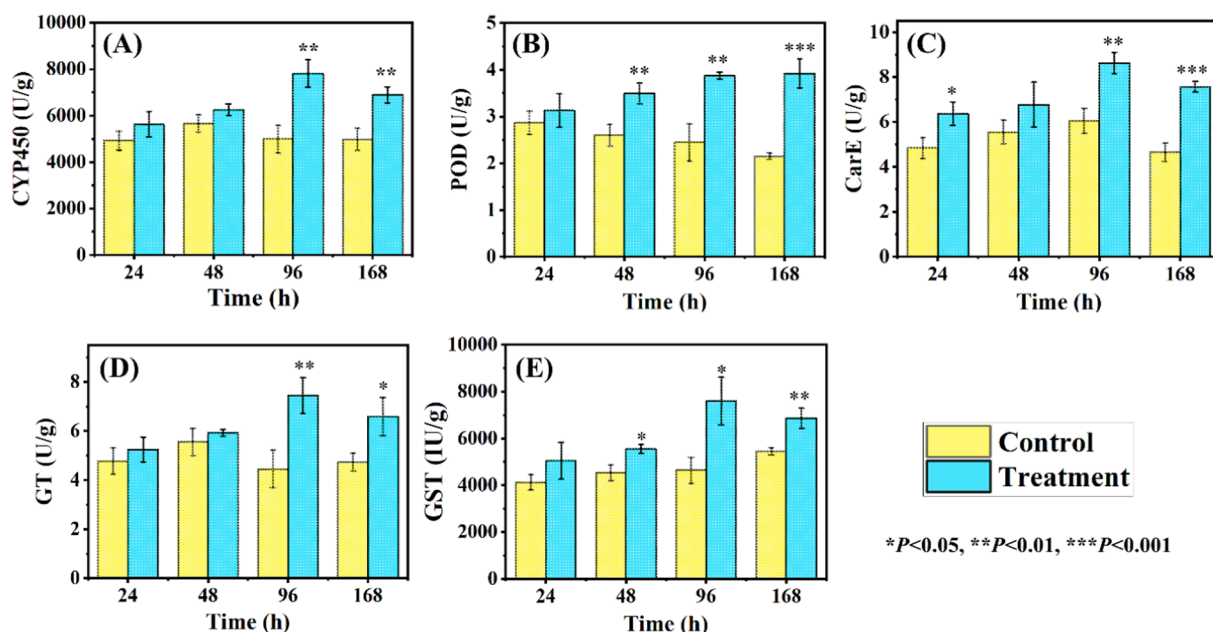 (A)
CYP450 (U/g)
10000
8000
6000
4000
2000
0
** **
24 48 96 168
Time (h)
(B)
POD (U/g)
5
4
3
2
1
0
** ** ***
24 48 96 168
Time (h)
(C)
CarE (U/g)
10
8
6
4
2
0
* ** ***
24 48 96 168
Time (h)
(D)
GT (U/g)
8
6
4
2
0
** *
24 48 96 168
Time (h)
(E)
GST (IU/g)
10000
8000
6000
4000
2000
0
* * **
24 48 96 168
Time (h)
Control
Treatment
*P<0.05, **P<0.01, ***P<0.001